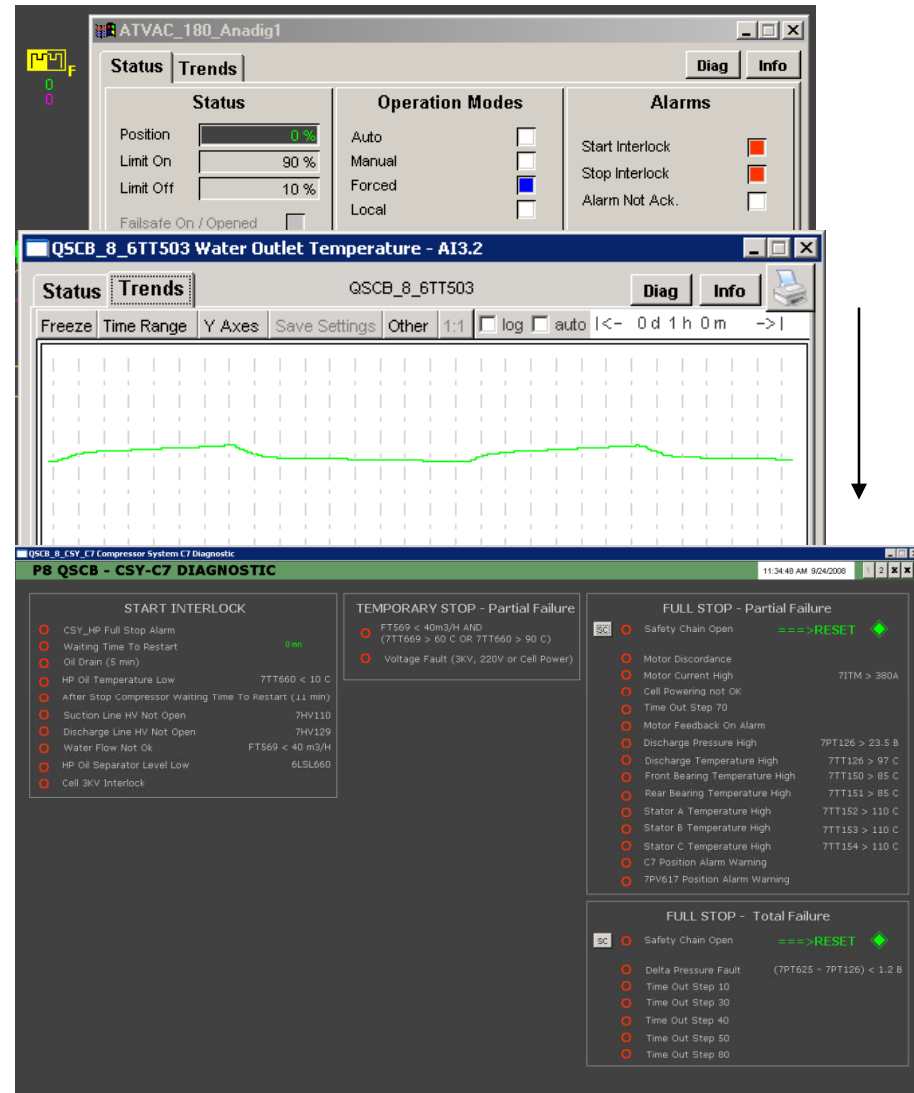 ATVAC_180_Anadig1
F
0
0
Status Trends Diag Info
Status
Position 0 %
Limit On 90 %
Limit Off 10 %
Failsafe On / Opened
Operation Modes
Auto
Manual
Forced
Local
Alarms
Start Interlock
Stop Interlock
Alarm Not Ack.
QSCB_8_6TT503 Water Outlet Temperature - AI3.2
Status Trends QSCB_8_6TT503 Diag Info
Freeze Time Range Y Axes Save Settings Other 1:1 log auto |<- 0 d 1 h 0 m ->|
QSCB_8_CSY_C7 Compressor System C7 Diagnostic
P8 QSCB - CSY-C7 DIAGNOSTIC 11:34:48 AM 9/24/2008 1 2
START INTERLOCK
CSY_HP Full Stop Alarm
Waiting Time To Restart 0 mn
Oil Drain (5 min)
HP Oil Temperature Low 7TT660 < 10 C
After Stop Compressor Waiting Time To Restart (11 min)
Suction Line HV Not Open 7HV110
Discharge Line HV Not Open 7HV129
Water Flow Not Ok FT569 < 40 m3/H
HP Oil Separator Level Low 6LSL660
Cell 3KV Interlock
TEMPORARY STOP - Partial Failure
FT569 < 40m3/H AND
(7TT669 > 60 C OR 7TT660 > 90 C)
Voltage Fault (3KV, 220V or Cell Power)
FULL STOP - Partial Failure
SC Safety Chain Open ===>RESET
Motor Discordance
Motor Current High 7ITM > 380A
Cell Powering not OK
Time Out Step 70
Motor Feedback On Alarm
Discharge Pressure High 7PT126 > 23.5 B
Discharge Temperature High 7TT126 > 97 C
Front Bearing Temperature High 7TT150 > 85 C
Rear Bearing Temperature High 7TT151 > 85 C
Stator A Temperature High 7TT152 > 110 C
Stator B Temperature High 7TT153 > 110 C
Stator C Temperature High 7TT154 > 110 C
C7 Position Alarm Warning
7PV617 Position Alarm Warning
FULL STOP - Total Failure
SC Safety Chain Open ===>RESET
Delta Pressure Fault (7PT625 - 7PT126) < 1.2 B
Time Out Step 10
Time Out Step 30
Time Out Step 40
Time Out Step 50
Time Out Step 80